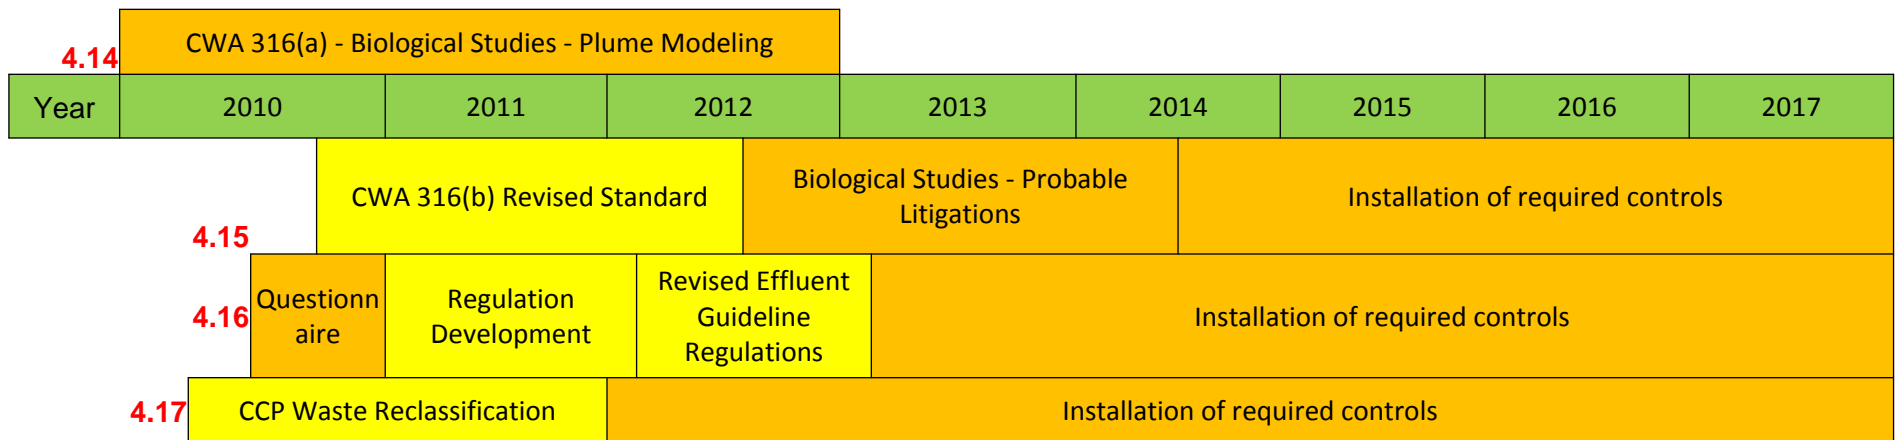 CWA 316(a) - Biological Studies - Plume Modeling
4.14
Year 2010 2011 2012 2013 2014 2015 2016 2017
CWA 316(b) Revised Standard
Biological Studies - Probable
Litigations
Installation of required controls
4.15
4.16
Questionn
aire
Regulation
Development
Revised Effluent
Guideline
Regulations
Installation of required controls
4.17
CCP Waste Reclassification
Installation of required controls